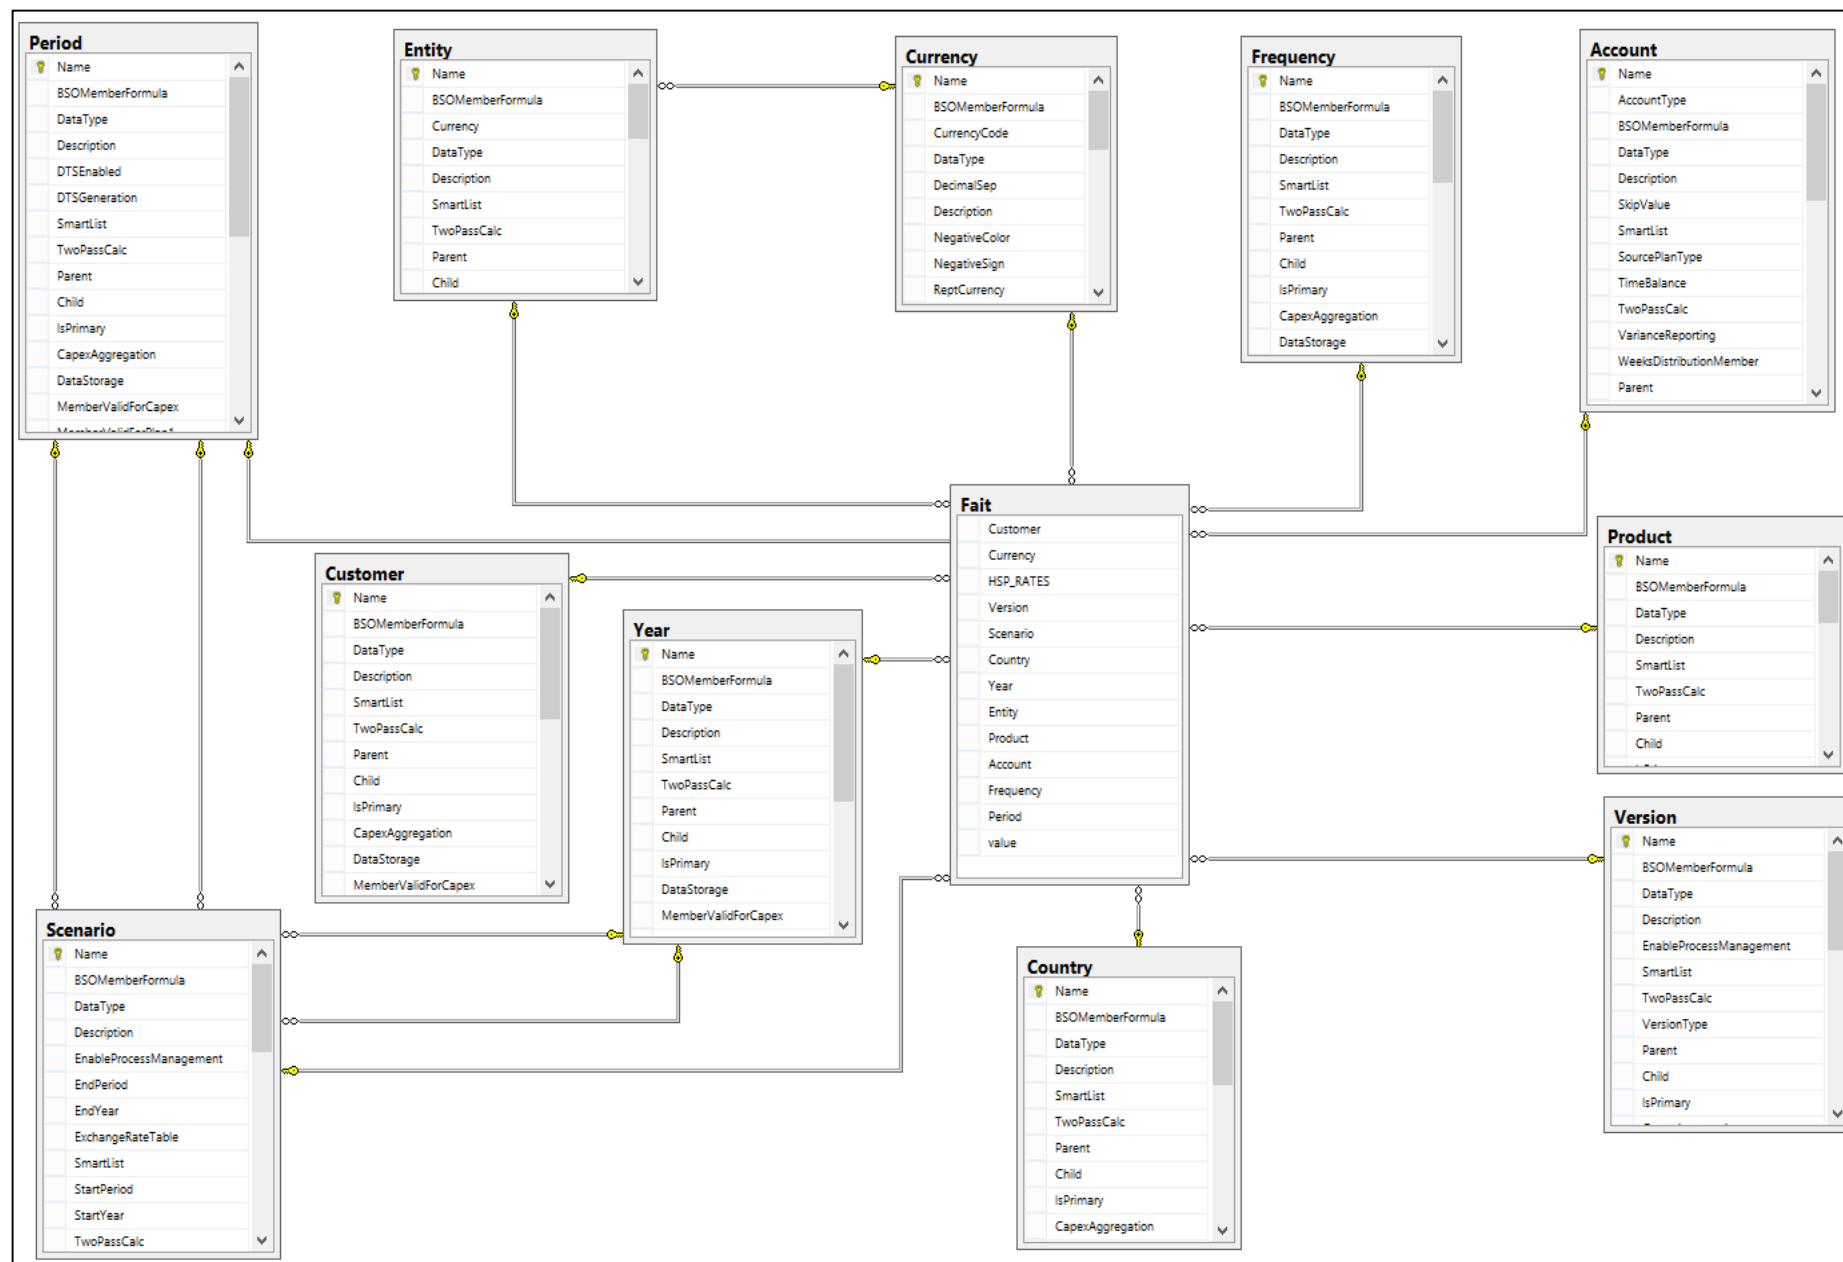 Period
Name
BSOMemberFormula
DataType
Description
DTSEnabled
DTSGeneration
SmartList
TwoPassCalc
Parent
Child
IsPrimary
CapexAggregation
DataStorage
MemberValidForCapex
MemberValidForPlan1
Entity
Name
BSOMemberFormula
Currency
DataType
Description
SmartList
TwoPassCalc
Parent
Child
Currency
Name
BSOMemberFormula
CurrencyCode
DataType
DecimalSep
Description
NegativeColor
NegativeSign
ReptCurrency
Frequency
Name
BSOMemberFormula
DataType
Description
SmartList
TwoPassCalc
Parent
Child
IsPrimary
CapexAggregation
DataStorage
Account
Name
AccountType
BSOMemberFormula
DataType
Description
SkipValue
SmartList
SourcePlanType
TimeBalance
TwoPassCalc
VarianceReporting
WeeksDistributionMember
Parent
Fait
Customer
Currency
HSP_RATES
Version
Scenario
Country
Year
Entity
Product
Account
Frequency
Period
value
Customer
Name
BSOMemberFormula
DataType
Description
SmartList
TwoPassCalc
Parent
Child
IsPrimary
CapexAggregation
DataStorage
MemberValidForCapex
Year
Name
BSOMemberFormula
DataType
Description
SmartList
TwoPassCalc
Parent
Child
IsPrimary
DataStorage
MemberValidForCapex
Product
Name
BSOMemberFormula
DataType
Description
SmartList
TwoPassCalc
Parent
Child
Version
Name
BSOMemberFormula
DataType
Description
EnableProcessManagement
SmartList
TwoPassCalc
VersionType
Parent
Child
IsPrimary
Scenario
Name
BSOMemberFormula
DataType
Description
EnableProcessManagement
EndPeriod
EndYear
ExchangeRateTable
SmartList
StartPeriod
StartYear
TwoPassCalc
Country
Name
BSOMemberFormula
DataType
Description
SmartList
TwoPassCalc
Parent
Child
IsPrimary
CapexAggregation